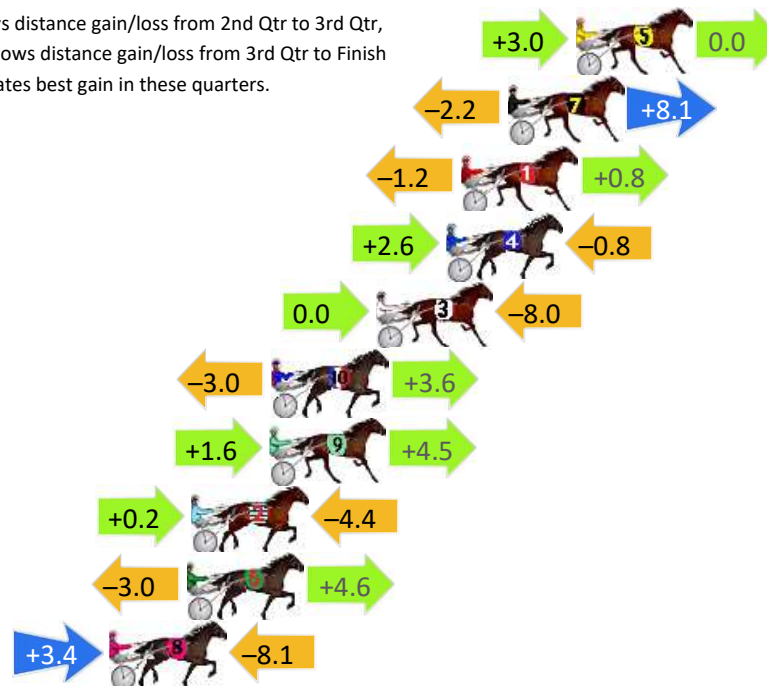 s distance gain/loss from 2nd Qtr to 3rd Qtr,
ows distance gain/loss from 3rd Qtr to Finish
ates best gain in these quarters.
+3.0 5 0.0
−2.2 7 +8.1
−1.2 1 +0.8
+2.6 4 −0.8
0.0 3 −8.0
−3.0 10 +3.6
+1.6 9 +4.5
+0.2 2 −4.4
−3.0 6 +4.6
+3.4 8 −8.1